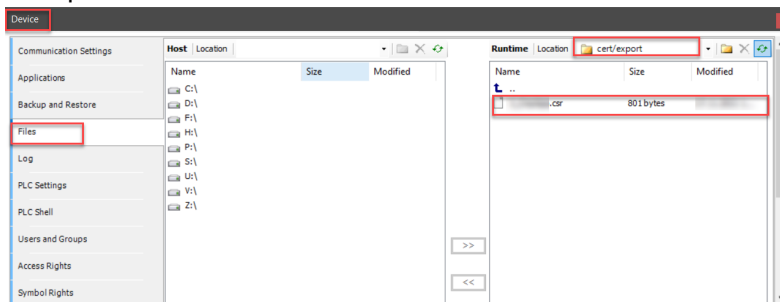 Device
Communication Settings
Applications
Backup and Restore
Files
Log
PLC Settings
PLC Shell
Users and Groups
Access Rights
Symbol Rights
Host Location
Name Size Modified
C:\
D:\
F:\
H:\
P:\
S:\
U:\
V:\
Z:\
>>
<<
Runtime Location cert/export
Name Size Modified
..
.csr 801 bytes